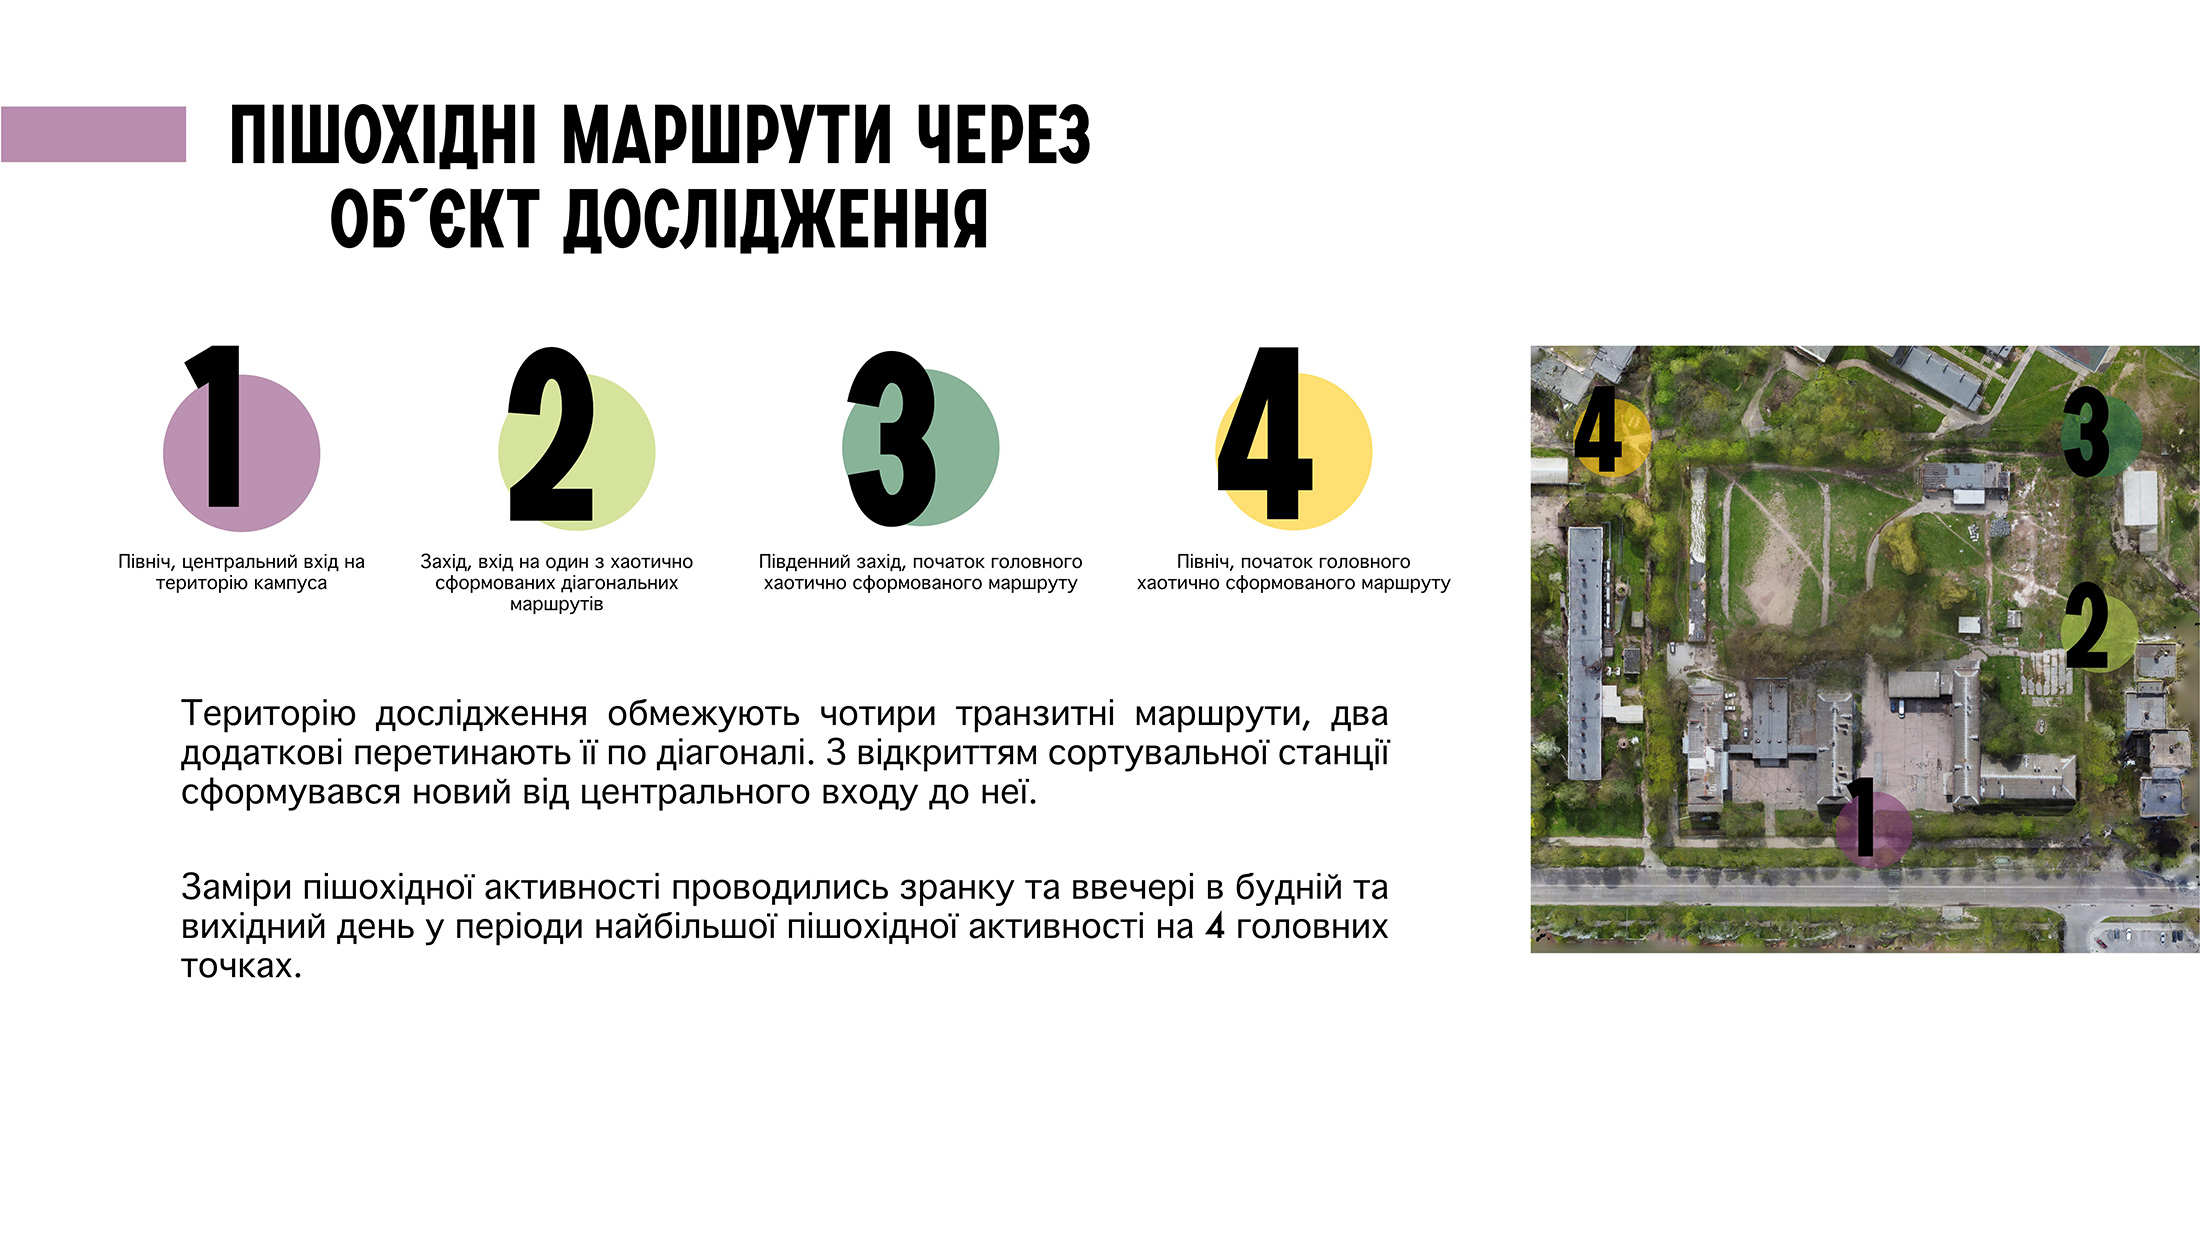 ПІШОХІДНІ МАРШРУТИ ЧЕРЕЗ
ОБ´ЄКТ ДОСЛІДЖЕННЯ
1
2
3
4
Північ, центральний вхід на
територію кампуса
Захід, вхід на один з хаотично
сформованих діагональних
маршрутів
Південний захід, початок головного
хаотично сформованого маршруту
Північ, початок головного
хаотично сформованого маршруту
Територію дослідження обмежують чотири транзитні маршрути, два
додаткові перетинають її по діагоналі. З відкриттям сортувальної станції
сформувався новий від центрального входу до неї.
Заміри пішохідної активності проводились зранку та ввечері в будній та
вихідний день у періоди найбільшої пішохідної активності на 4 головних
точках.
4
3
2
1